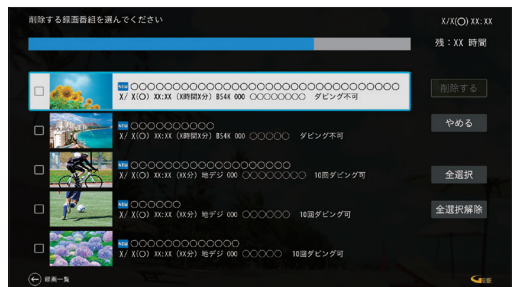 削除する録画番組を選んでください
X/X(○) XX:XX
残：XX 時間
NEW ○○○○○○○○○○○○○○○○○○○○○○○○○○○○○○○
X/ X(○) XX:XX (X時間X分) BS4K 000 ○○○○○○○○ ダビング不可
削除する
NEW ○○○○○○○○○○
X/ X(○) XX:XX (X時間X分) BS4K 000 ○○○○○ ダビング不可
やめる
NEW ○○○○○○○○○○○○○○○○○○○
X/ X(○) XX:XX (XX分) 地デジ 000 ○○○○○○○○ 10回ダビング可
全選択
NEW ○○○○○○
X/ X(○) XX:XX (XX分) 地デジ 000 ○○○○○○ 10回ダビング可
全選択解除
NEW ○○○○○○○○○○○○○
X/ X(○) XX:XX (XX分) 地デジ 000 ○○○○○ 10回ダビング可
録画一覧